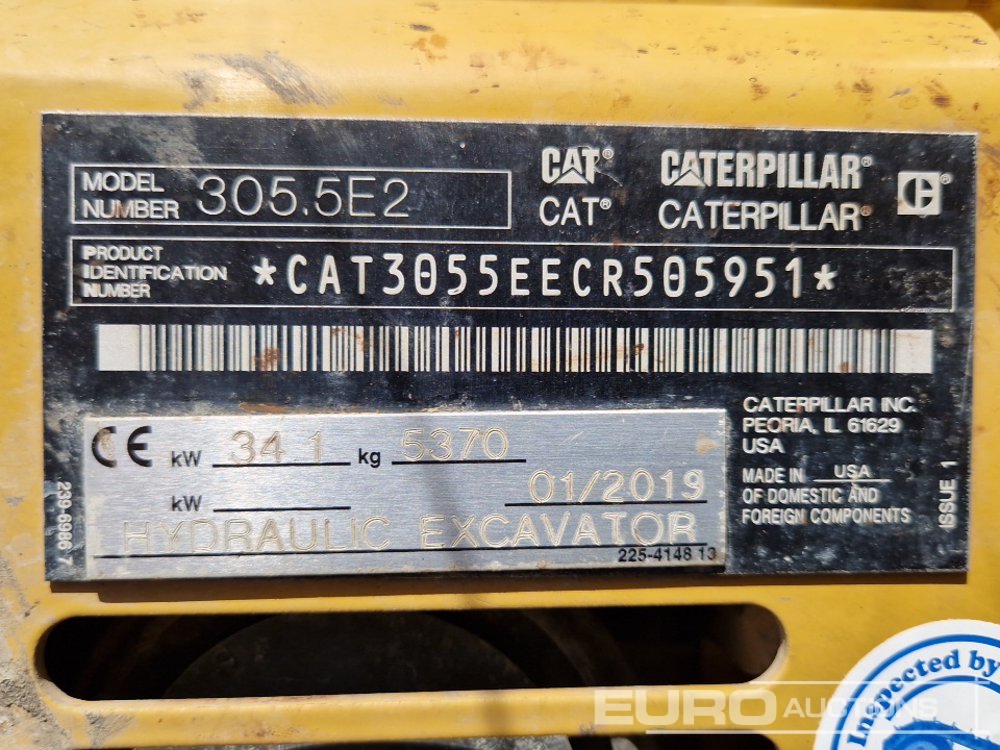 MODEL NUMBER 305.5E2
CAT® CATERPILLAR®
CAT® CATERPILLAR®
PRODUCT IDENTIFICATION NUMBER *CAT3055EECR505951*
CE kW 34.1 kg 5370
kW 01/2019
HYDRAULIC EXCAVATOR
225-4148 13
239-6986 7
CATERPILLAR INC.
PEORIA, IL 61629
USA
MADE IN USA
OF DOMESTIC AND
FOREIGN COMPONENTS
ISSUE 1
Inspected by
EURO AUCTIONS